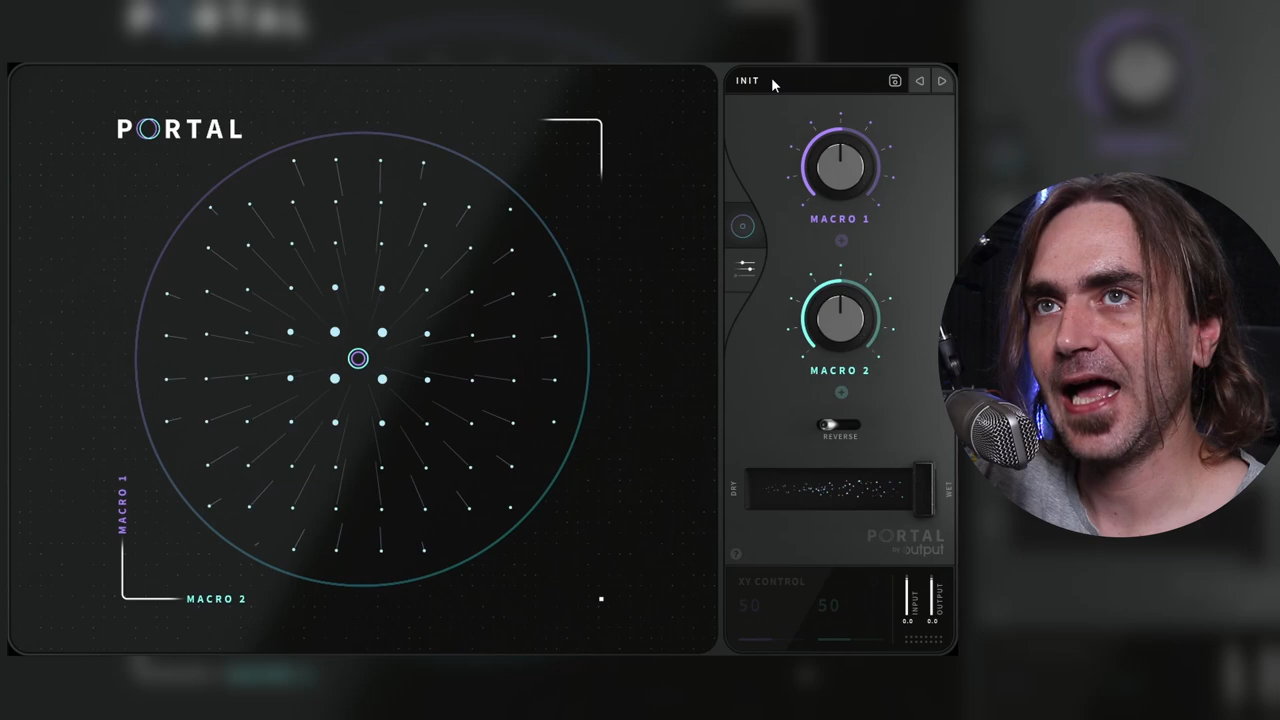 PORTAL
INIT
PORTAL
MACRO 1
MACRO 2
REVERSE
DRY
WET
PORTAL
by output
?
MACRO 1
MACRO 2
XY CONTROL
50 50
INPUT
OUTPUT
0.0 0.0